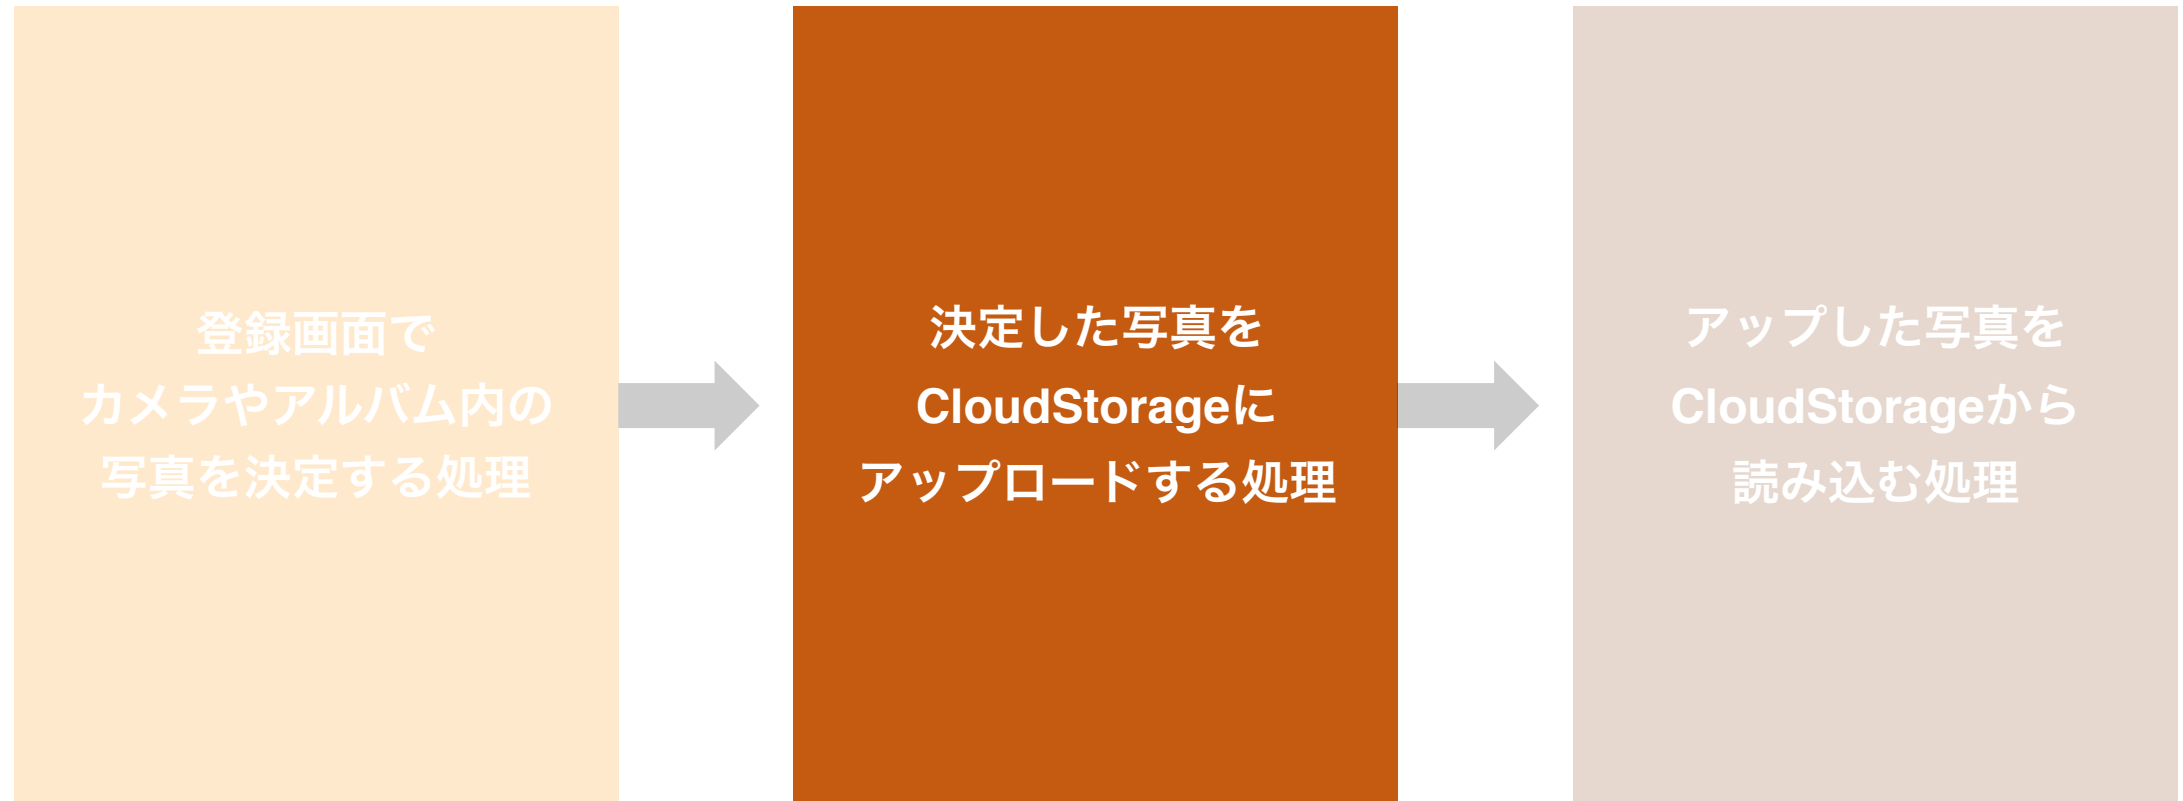 登録画面で
カメラやアルバム内の
写真を決定する処理
決定した写真を
CloudStorageに
アップロードする処理
アップした写真を
CloudStorageから
読み込む処理